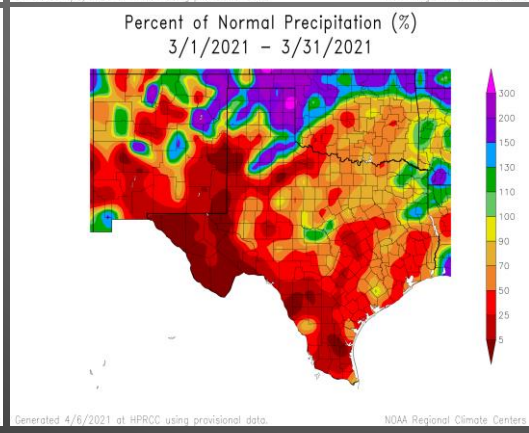 Percent of Normal Precipitation (%)
3/1/2021 – 3/31/2021
300
200
150
130
110
100
90
70
50
25
5
Generated 4/6/2021 at HPRCC using provisional data.
NOAA Regional Climate Centers